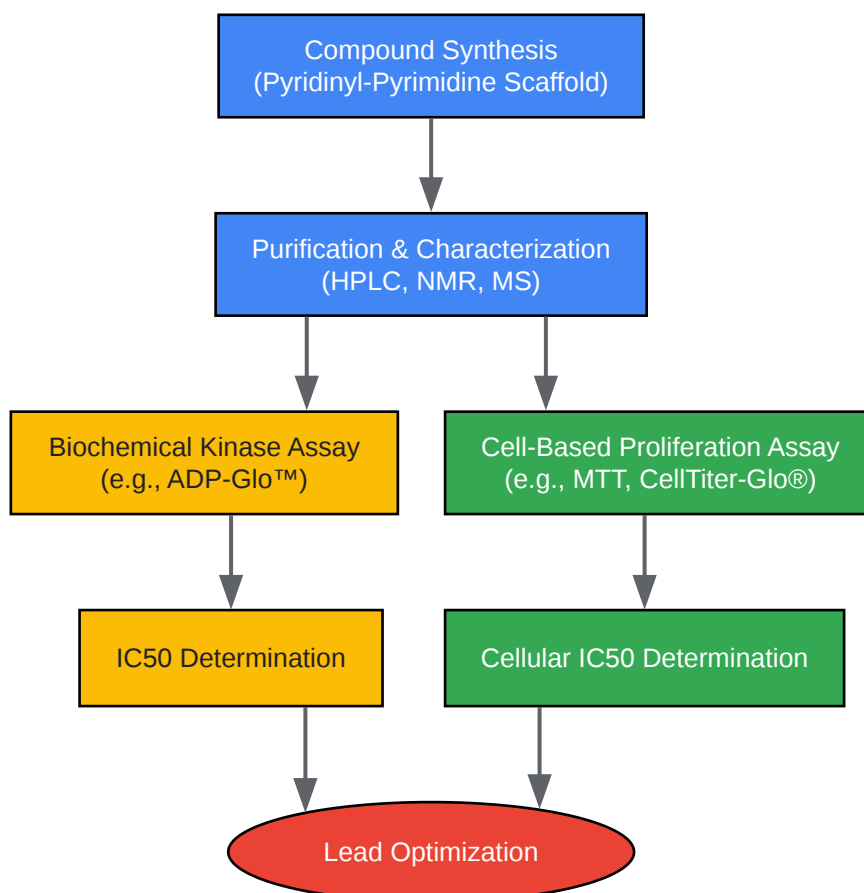 Compound Synthesis
(Pyridinyl-Pyrimidine Scaffold)
Purification & Characterization
(HPLC, NMR, MS)
Biochemical Kinase Assay
(e.g., ADP-Glo™)
Cell-Based Proliferation Assay
(e.g., MTT, CellTiter-Glo®)
IC50 Determination
Cellular IC50 Determination
Lead Optimization